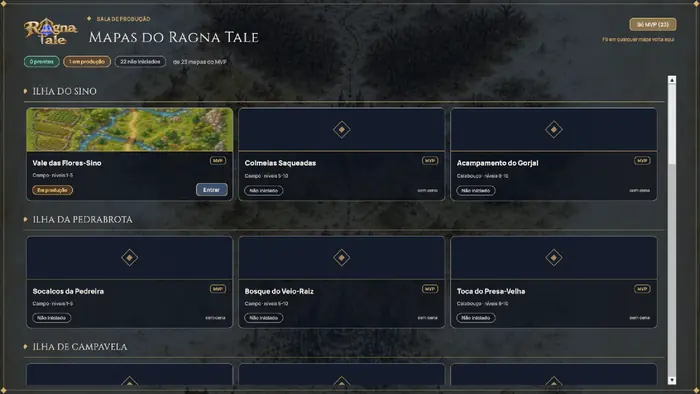 Ragna Tale
SALA DE PRODUÇÃO
MAPAS DO RAGNA TALE
Só MVP (23)
F9 em qualquer mapa volta aqui
0 prontos
1 em produção
22 não iniciados
de 23 mapas do MVP
ILHA DO SINO
Vale das Flores-Sino
MVP
Campo · níveis 1-5
Em produção
Entrar
Colmeias Saqueadas
MVP
Campo · níveis 5-10
Não iniciado
sem cena
Acampamento do Gorjal
MVP
Calabouço · níveis 8-15
Não iniciado
sem cena
ILHA DA PEDRABROTA
Socalcos da Pedreira
MVP
Campo · níveis 1-5
Não iniciado
sem cena
Bosque do Veio-Raiz
MVP
Campo · níveis 5-10
Não iniciado
sem cena
Toca do Presa-Velha
MVP
Calabouço · níveis 8-15
Não iniciado
sem cena
ILHA DE CAMPAVELA